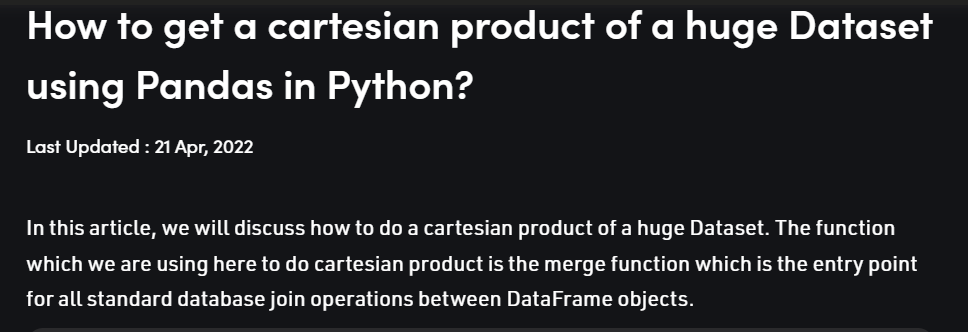 How to get a cartesian product of a huge Dataset
using Pandas in Python?
Last Updated : 21 Apr, 2022
In this article, we will discuss how to do a cartesian product of a huge Dataset. The function
which we are using here to do cartesian product is the merge function which is the entry point
for all standard database join operations between DataFrame objects.